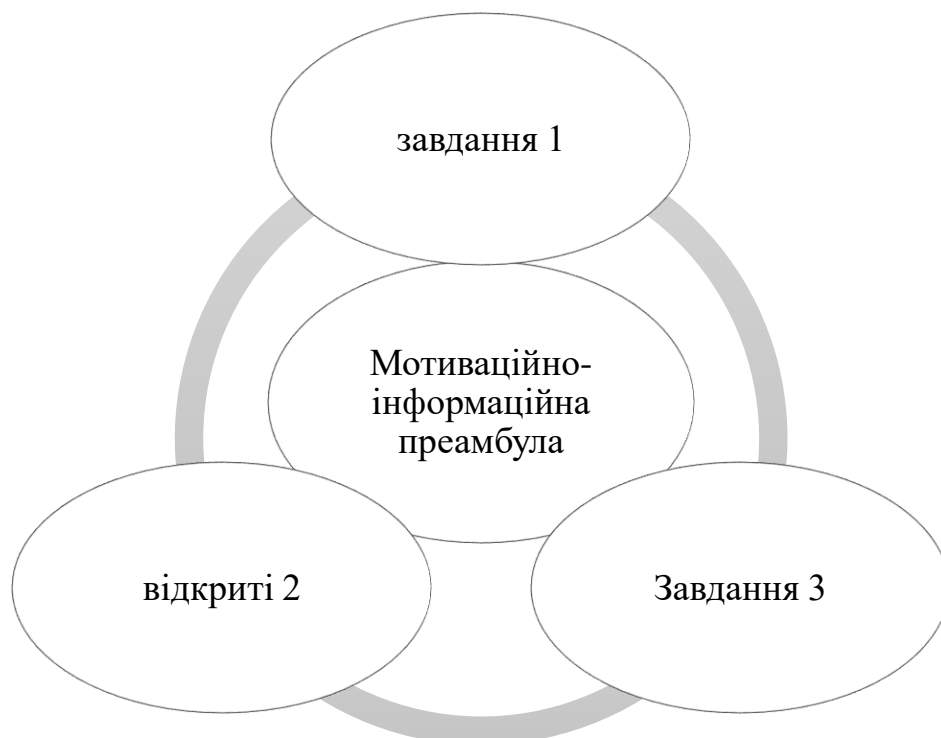 завдання 1
Мотиваційно-
інформаційна
преамбула
відкриті 2
Завдання 3